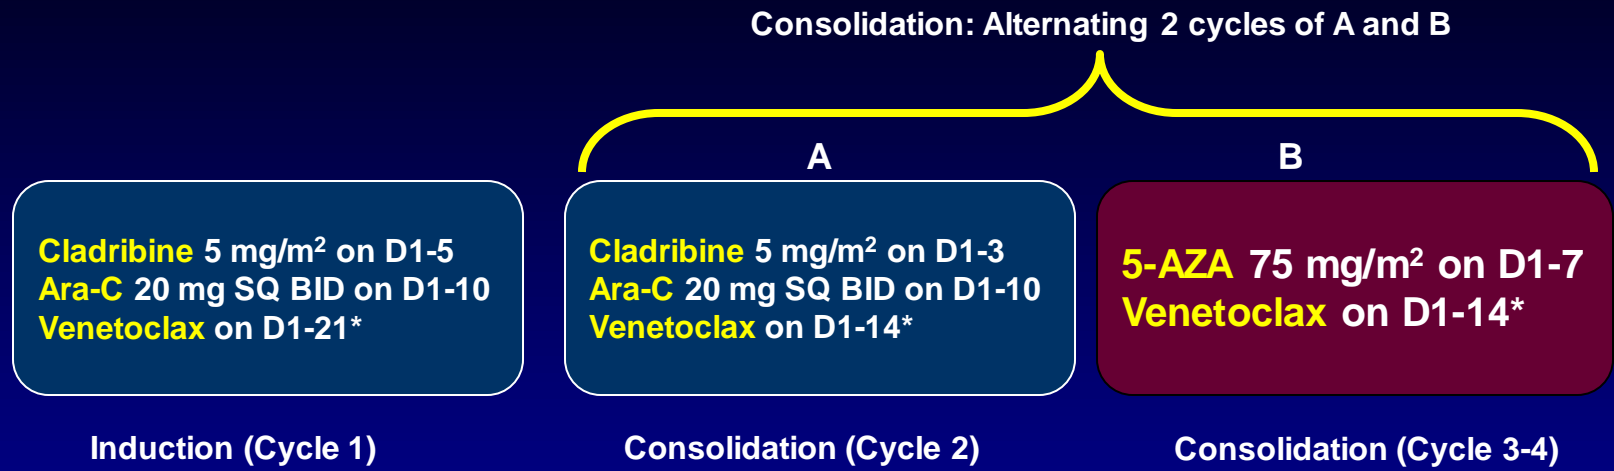 Consolidation: Alternating 2 cycles of A and B
A
B
Cladribine 5 mg/m² on D1-5
Ara-C 20 mg SQ BID on D1-10
Venetoclax on D1-21*
Cladribine 5 mg/m² on D1-3
Ara-C 20 mg SQ BID on D1-10
Venetoclax on D1-14*
5-AZA 75 mg/m² on D1-7
Venetoclax on D1-14*
Induction (Cycle 1)
Consolidation (Cycle 2)
Consolidation (Cycle 3-4)